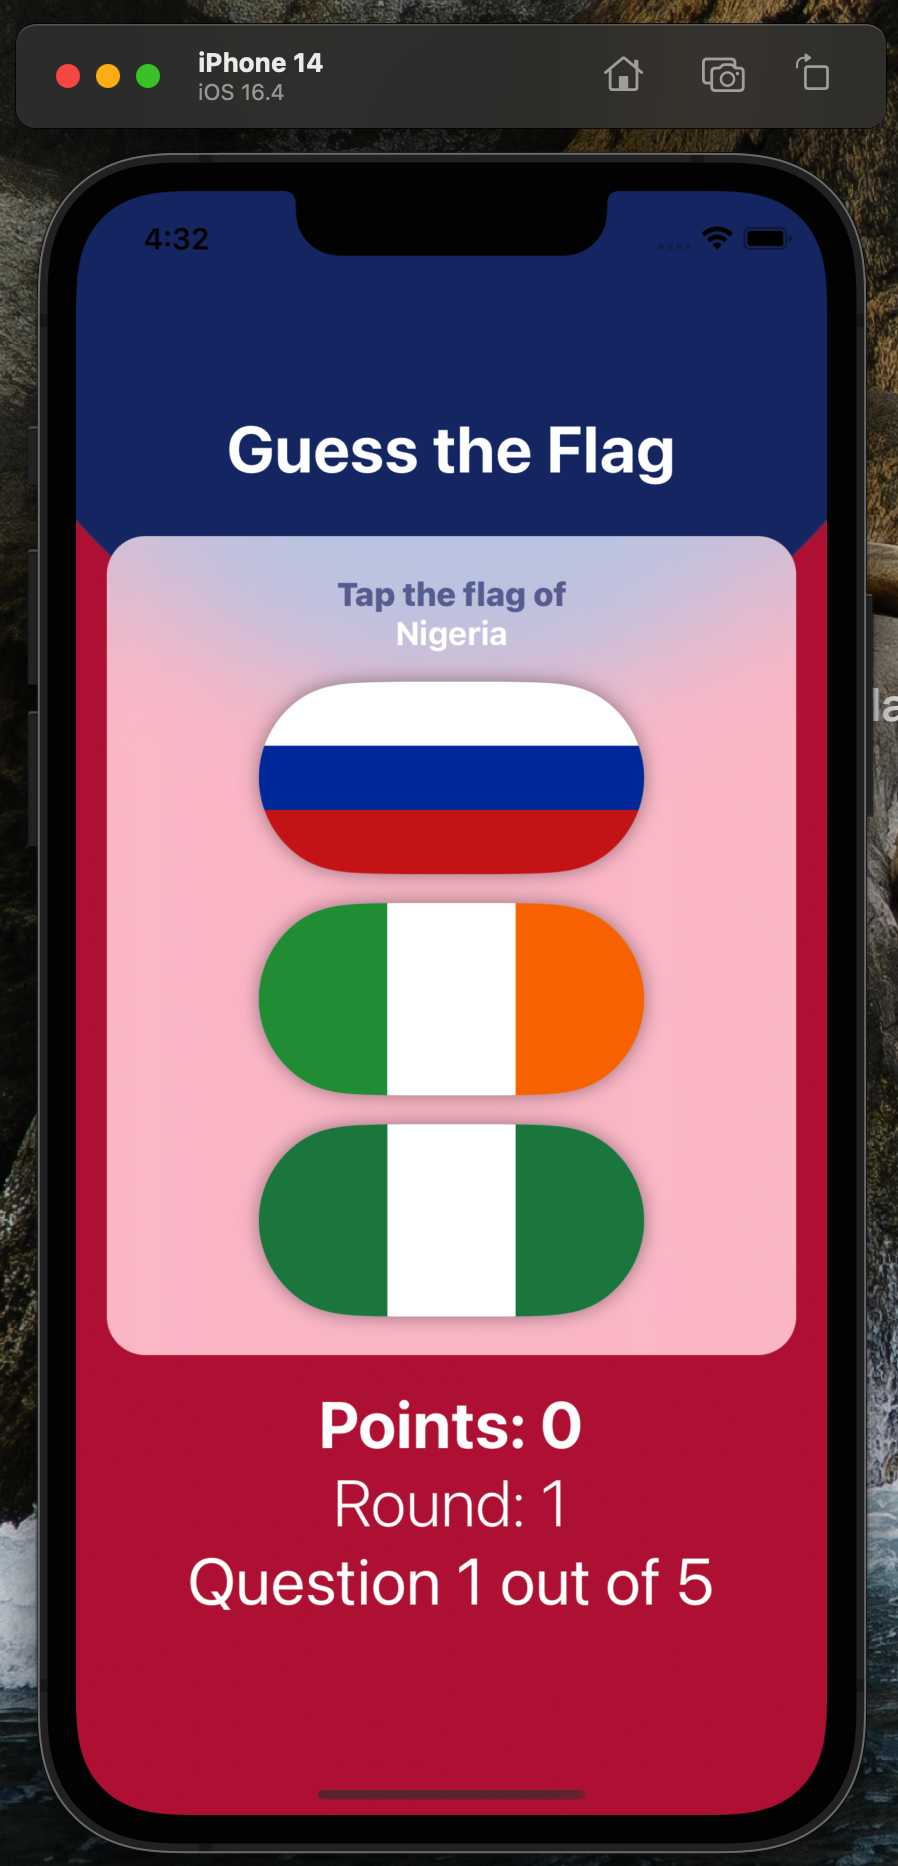 iPhone 14
iOS 16.4
4:32
Guess the Flag
Tap the flag of
Nigeria
Points: 0
Round: 1
Question 1 out of 5